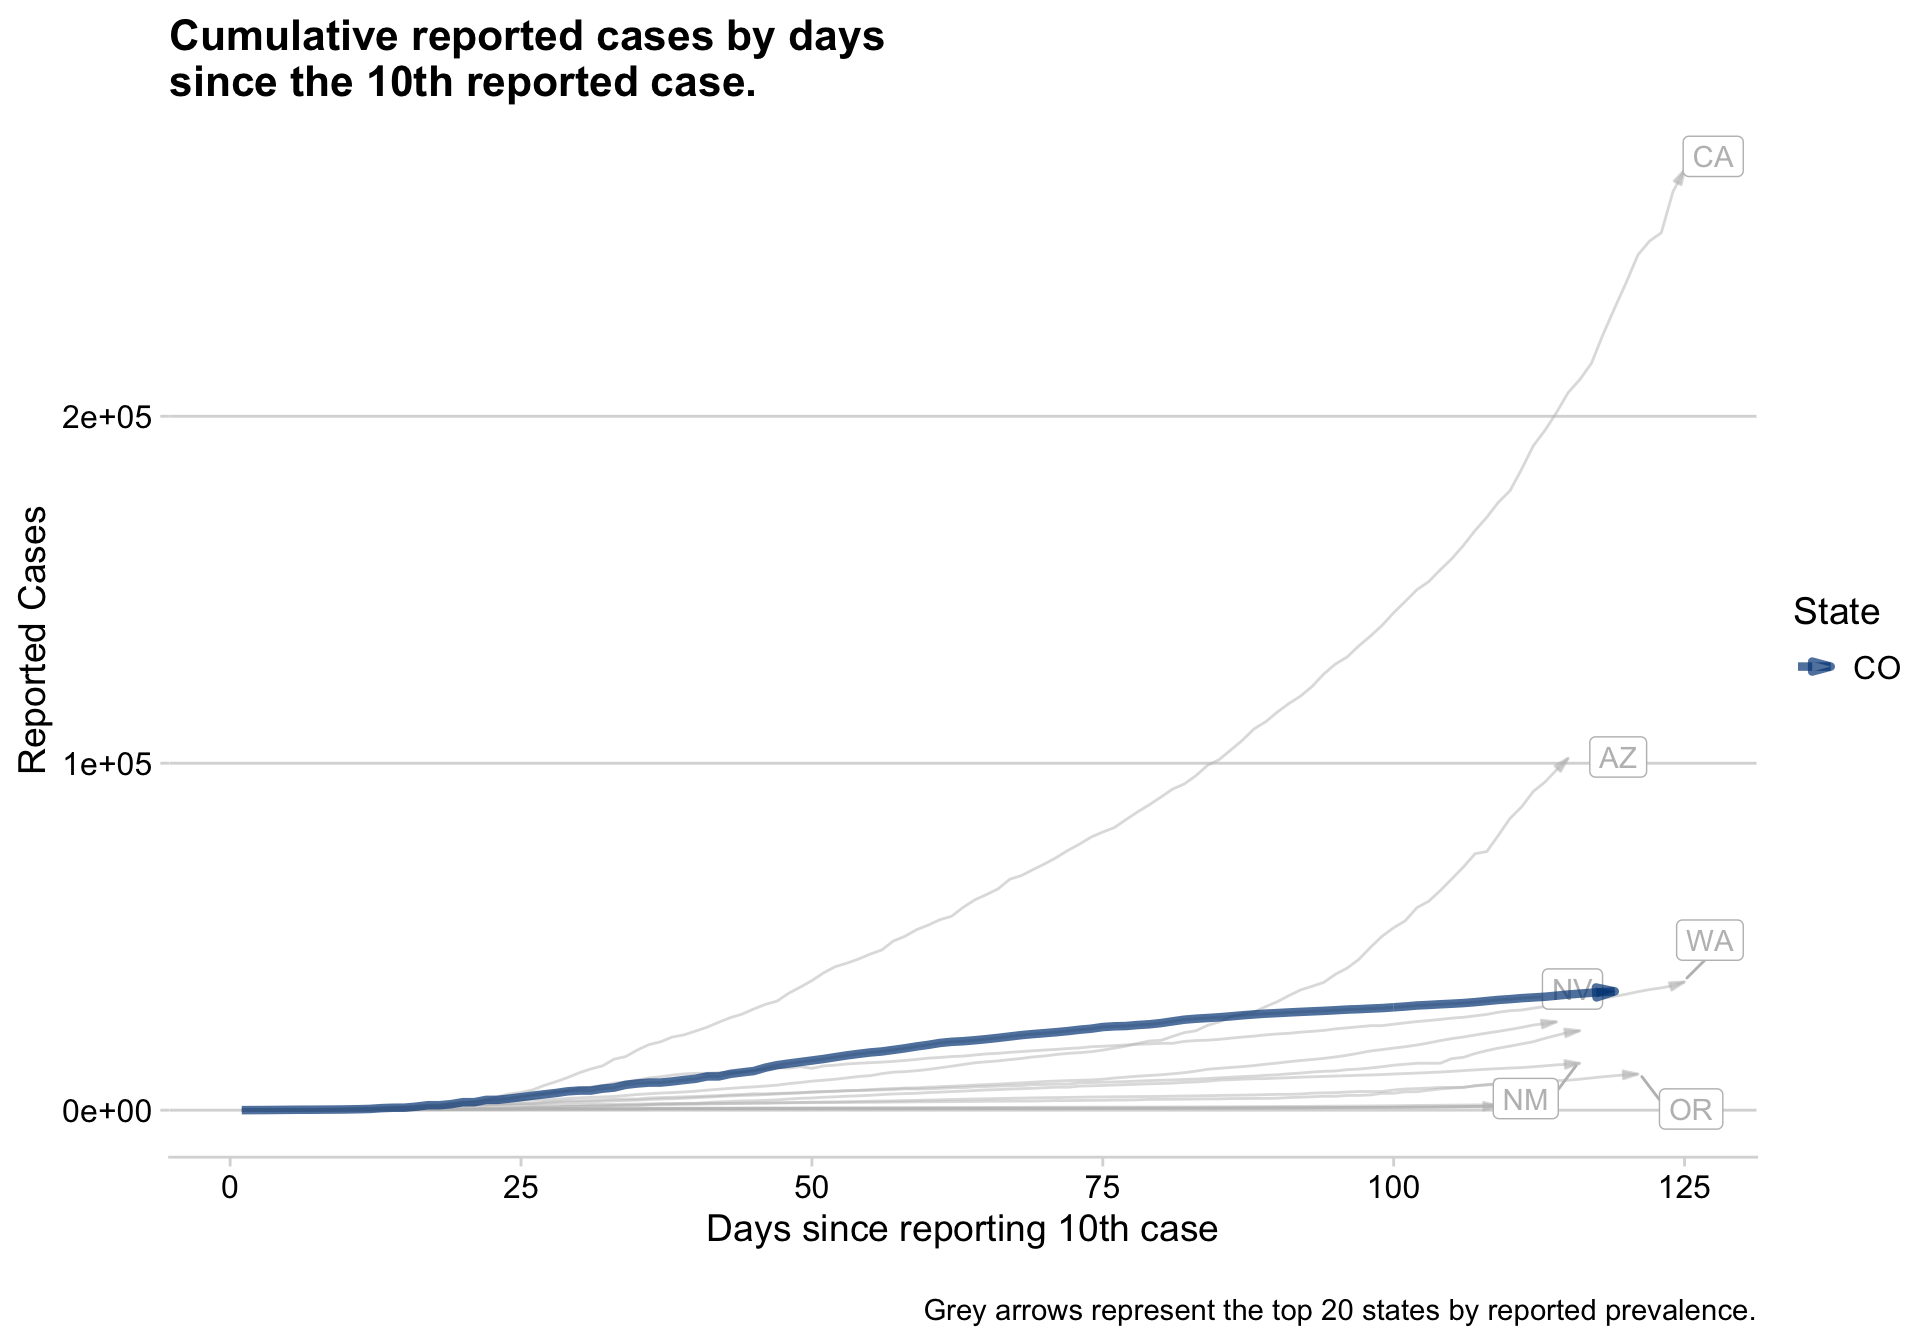 Cumulative reported cases by days
since the 10th reported case.
CA
2e+05
Reported Cases
State
CO
1e+05
AZ
WA
NV
NM
OR
0e+00
0 25 50 75 100 125
Days since reporting 10th case
Grey arrows represent the top 20 states by reported prevalence.